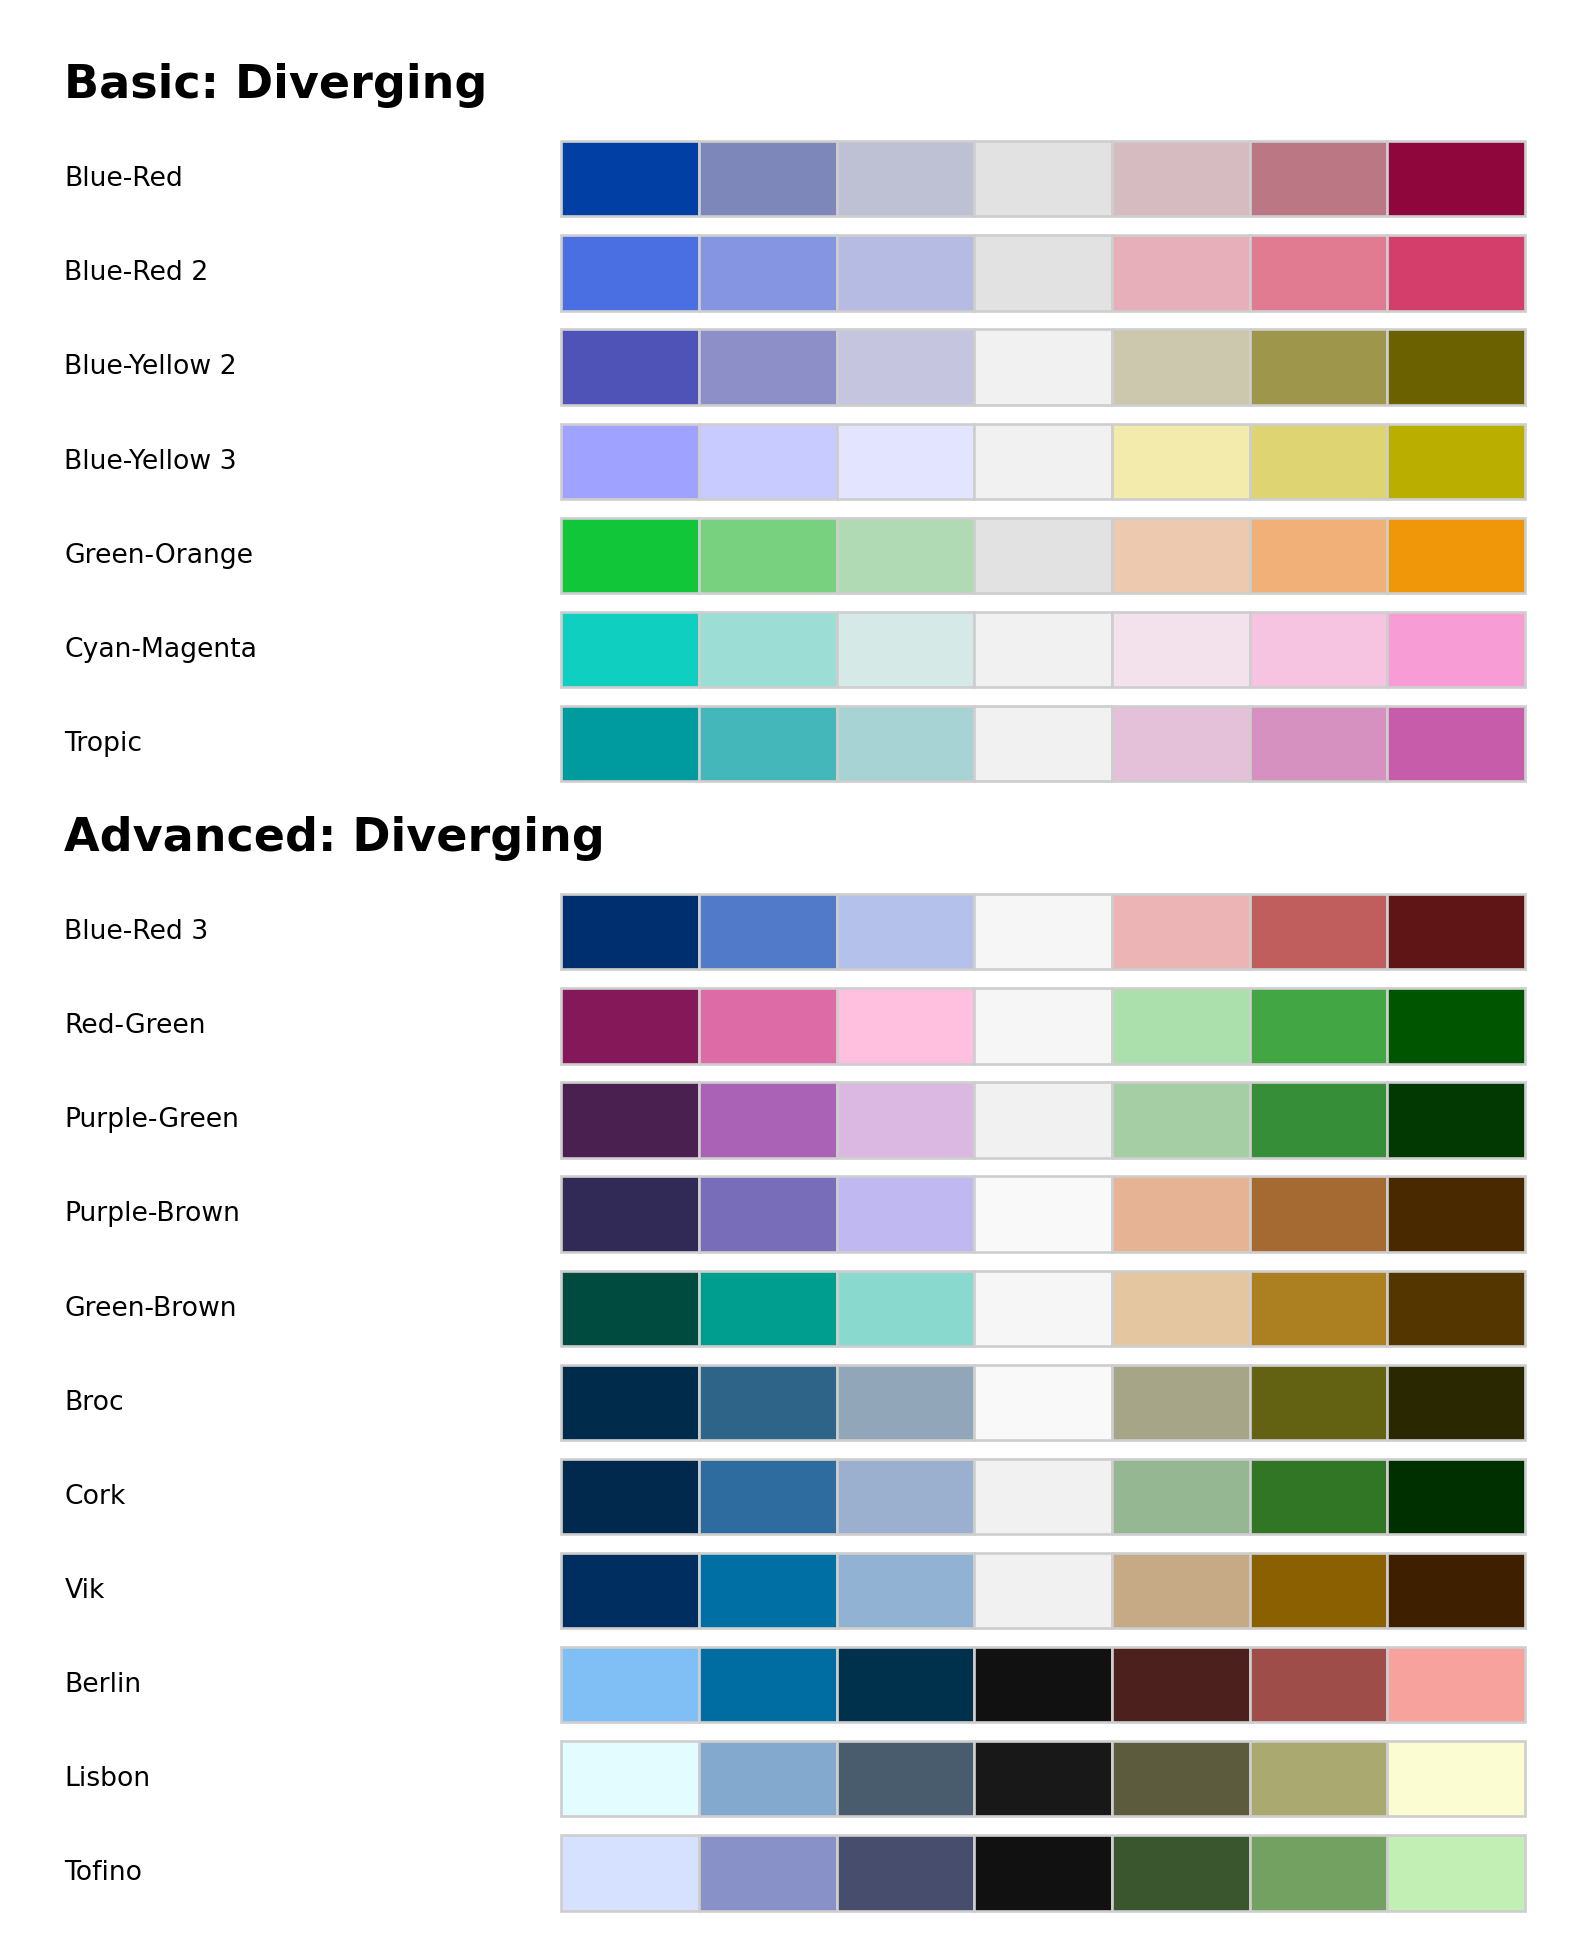 Basic: Diverging
Blue-Red
Blue-Red 2
Blue-Yellow 2
Blue-Yellow 3
Green-Orange
Cyan-Magenta
Tropic
Advanced: Diverging
Blue-Red 3
Red-Green
Purple-Green
Purple-Brown
Green-Brown
Broc
Cork
Vik
Berlin
Lisbon
Tofino